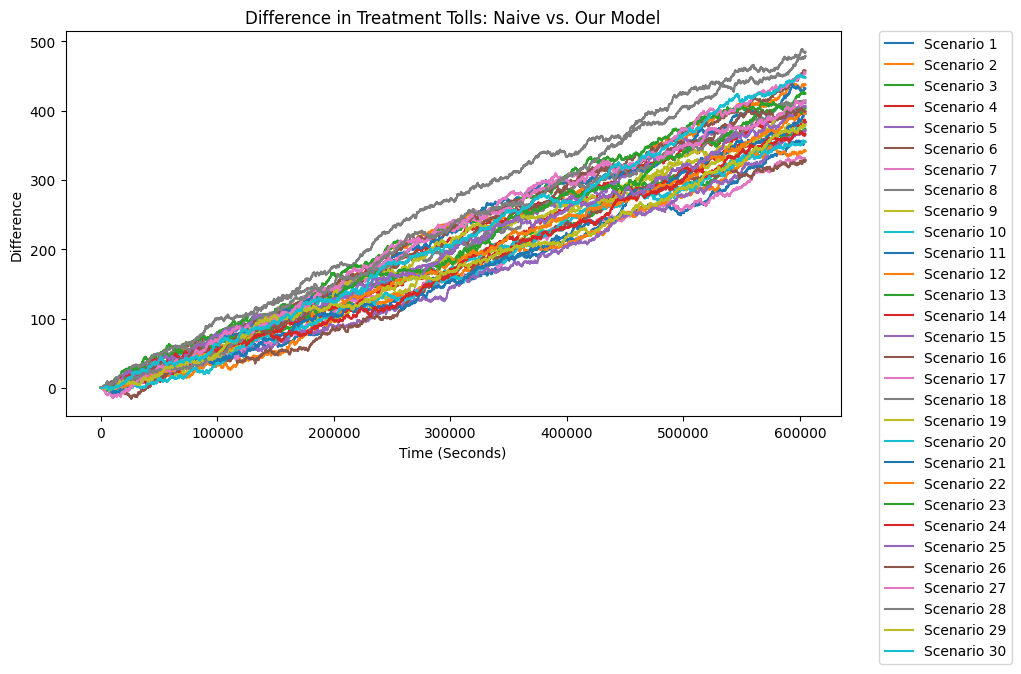 Difference in Treatment Tolls: Naive vs. Our Model
500
400
300
200
100
0
Difference
0 100000 200000 300000 400000 500000 600000
Time (Seconds)
Scenario 1
Scenario 2
Scenario 3
Scenario 4
Scenario 5
Scenario 6
Scenario 7
Scenario 8
Scenario 9
Scenario 10
Scenario 11
Scenario 12
Scenario 13
Scenario 14
Scenario 15
Scenario 16
Scenario 17
Scenario 18
Scenario 19
Scenario 20
Scenario 21
Scenario 22
Scenario 23
Scenario 24
Scenario 25
Scenario 26
Scenario 27
Scenario 28
Scenario 29
Scenario 30